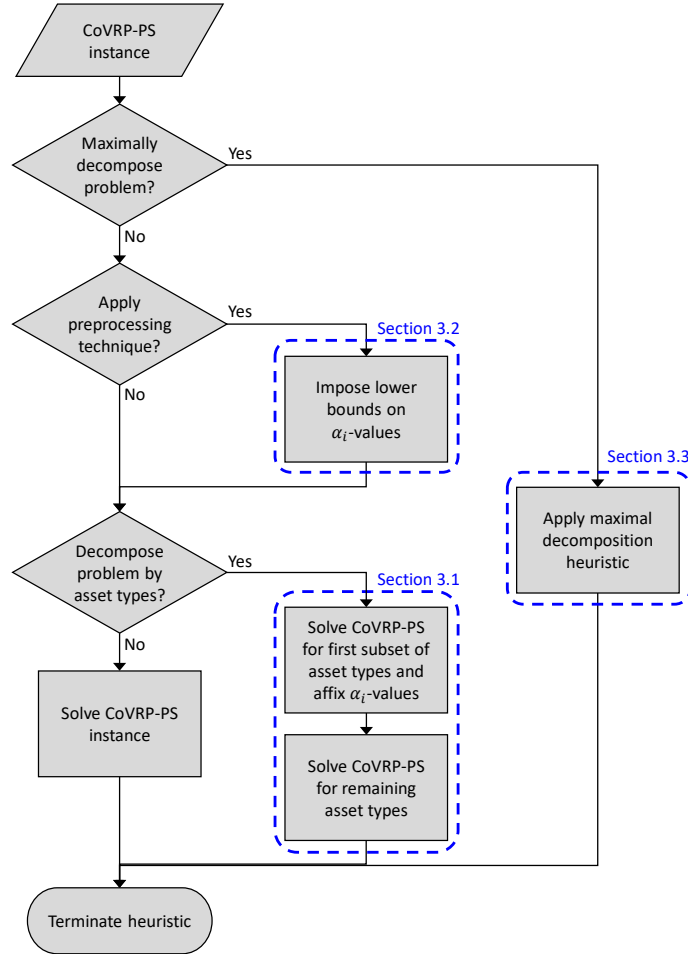 CoVRP-PS
instance
Maximally
decompose
problem?
Yes
No
Apply
preprocessing
technique?
Yes
No
Section 3.2
Impose lower
bounds on
𝛼𝑖-values
Section 3.3
Apply maximal
decomposition
heuristic
Decompose
problem by
asset types?
Yes
No
Section 3.1
Solve CoVRP-PS
for first subset of
asset types and
affix 𝛼𝑖-values
Solve CoVRP-PS
instance
Solve CoVRP-PS
for remaining
asset types
Terminate heuristic